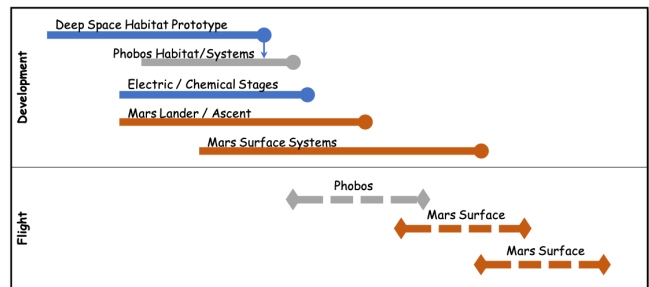 Development
Deep Space Habitat Prototype
Phobos Habitat/Systems
Electric / Chemical Stages
Mars Lander / Ascent
Mars Surface Systems
Flight
Phobos
Mars Surface
Mars Surface